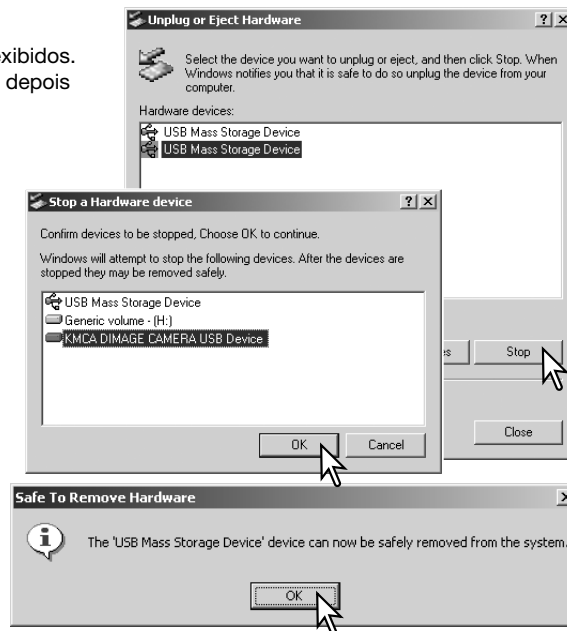 Unplug or Eject Hardware
xibidos.
depois
Select the device you want to unplug or eject, and then click Stop. When
Windows notifies you that it is safe to do so unplug the device from your
computer.
Hardware devices:
USB Mass Storage Device
USB Mass Storage Device
Stop a Hardware device
Confirm devices to be stopped, Choose OK to continue.
Windows will attempt to stop the following devices. After the devices are
stopped they may be removed safely.
USB Mass Storage Device
Generic volume - (H:)
KMCA DIMAGE CAMERA USB Device
es
Stop
OK
Cancel
Close
Safe To Remove Hardware
The 'USB Mass Storage Device' device can now be safely removed from the system.
OK